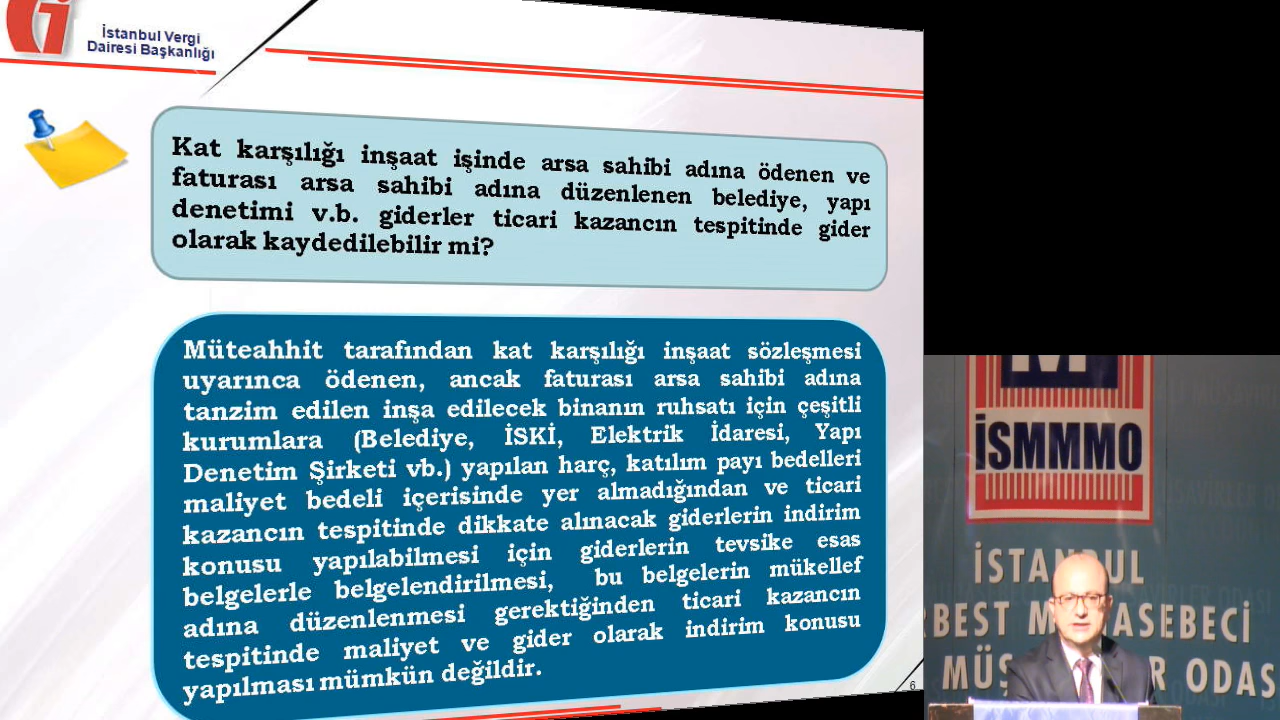 İstanbul Vergi
Dairesi Başkanlığı
Kat karşılığı inşaat işinde arsa sahibi adına ödenen ve
faturası arsa sahibi adına düzenlenen belediye, yapı
denetimi v.b. giderler ticari kazancın tespitinde gider
olarak kaydedilebilir mi?
Müteahhit tarafından kat karşılığı inşaat sözleşmesi
uyarınca ödenen, ancak faturası arsa sahibi adına
tanzim edilen inşa edilecek binanın ruhsatı için çeşitli
kurumlara (Belediye, İSKİ, Elektrik İdaresi, Yapı
Denetim Şirketi vb.) yapılan harç, katılım payı bedelleri
maliyet bedeli içerisinde yer almadığından ve ticari
kazancın tespitinde dikkate alınacak giderlerin indirim
konusu yapılabilmesi için giderlerin tevsike esas
belgelerle belgelendirilmesi, bu belgelerin mükellef
adına düzenlenmesi gerektiğinden ticari kazancın
tespitinde maliyet ve gider olarak indirim konusu
yapılması mümkün değildir.
6
İSMMMO
İSTANBUL